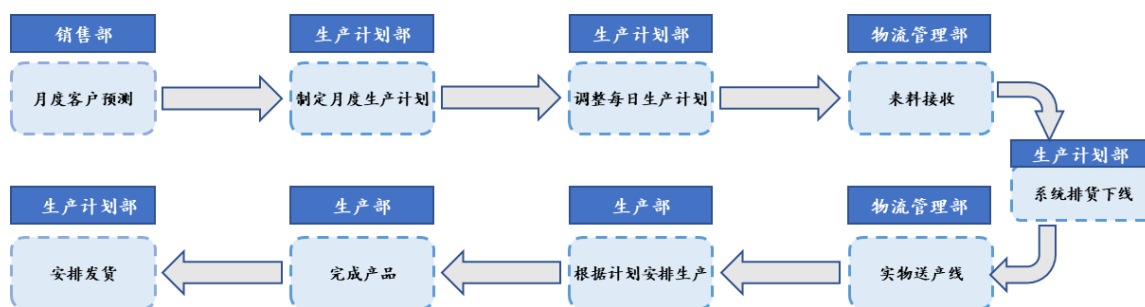 销售部
月度客户预测
生产计划部
制定月度生产计划
生产计划部
调整每日生产计划
物流管理部
来料接收
生产计划部
系统排货下线
物流管理部
实物送产线
生产部
根据计划安排生产
生产部
完成产品
生产计划部
安排发货